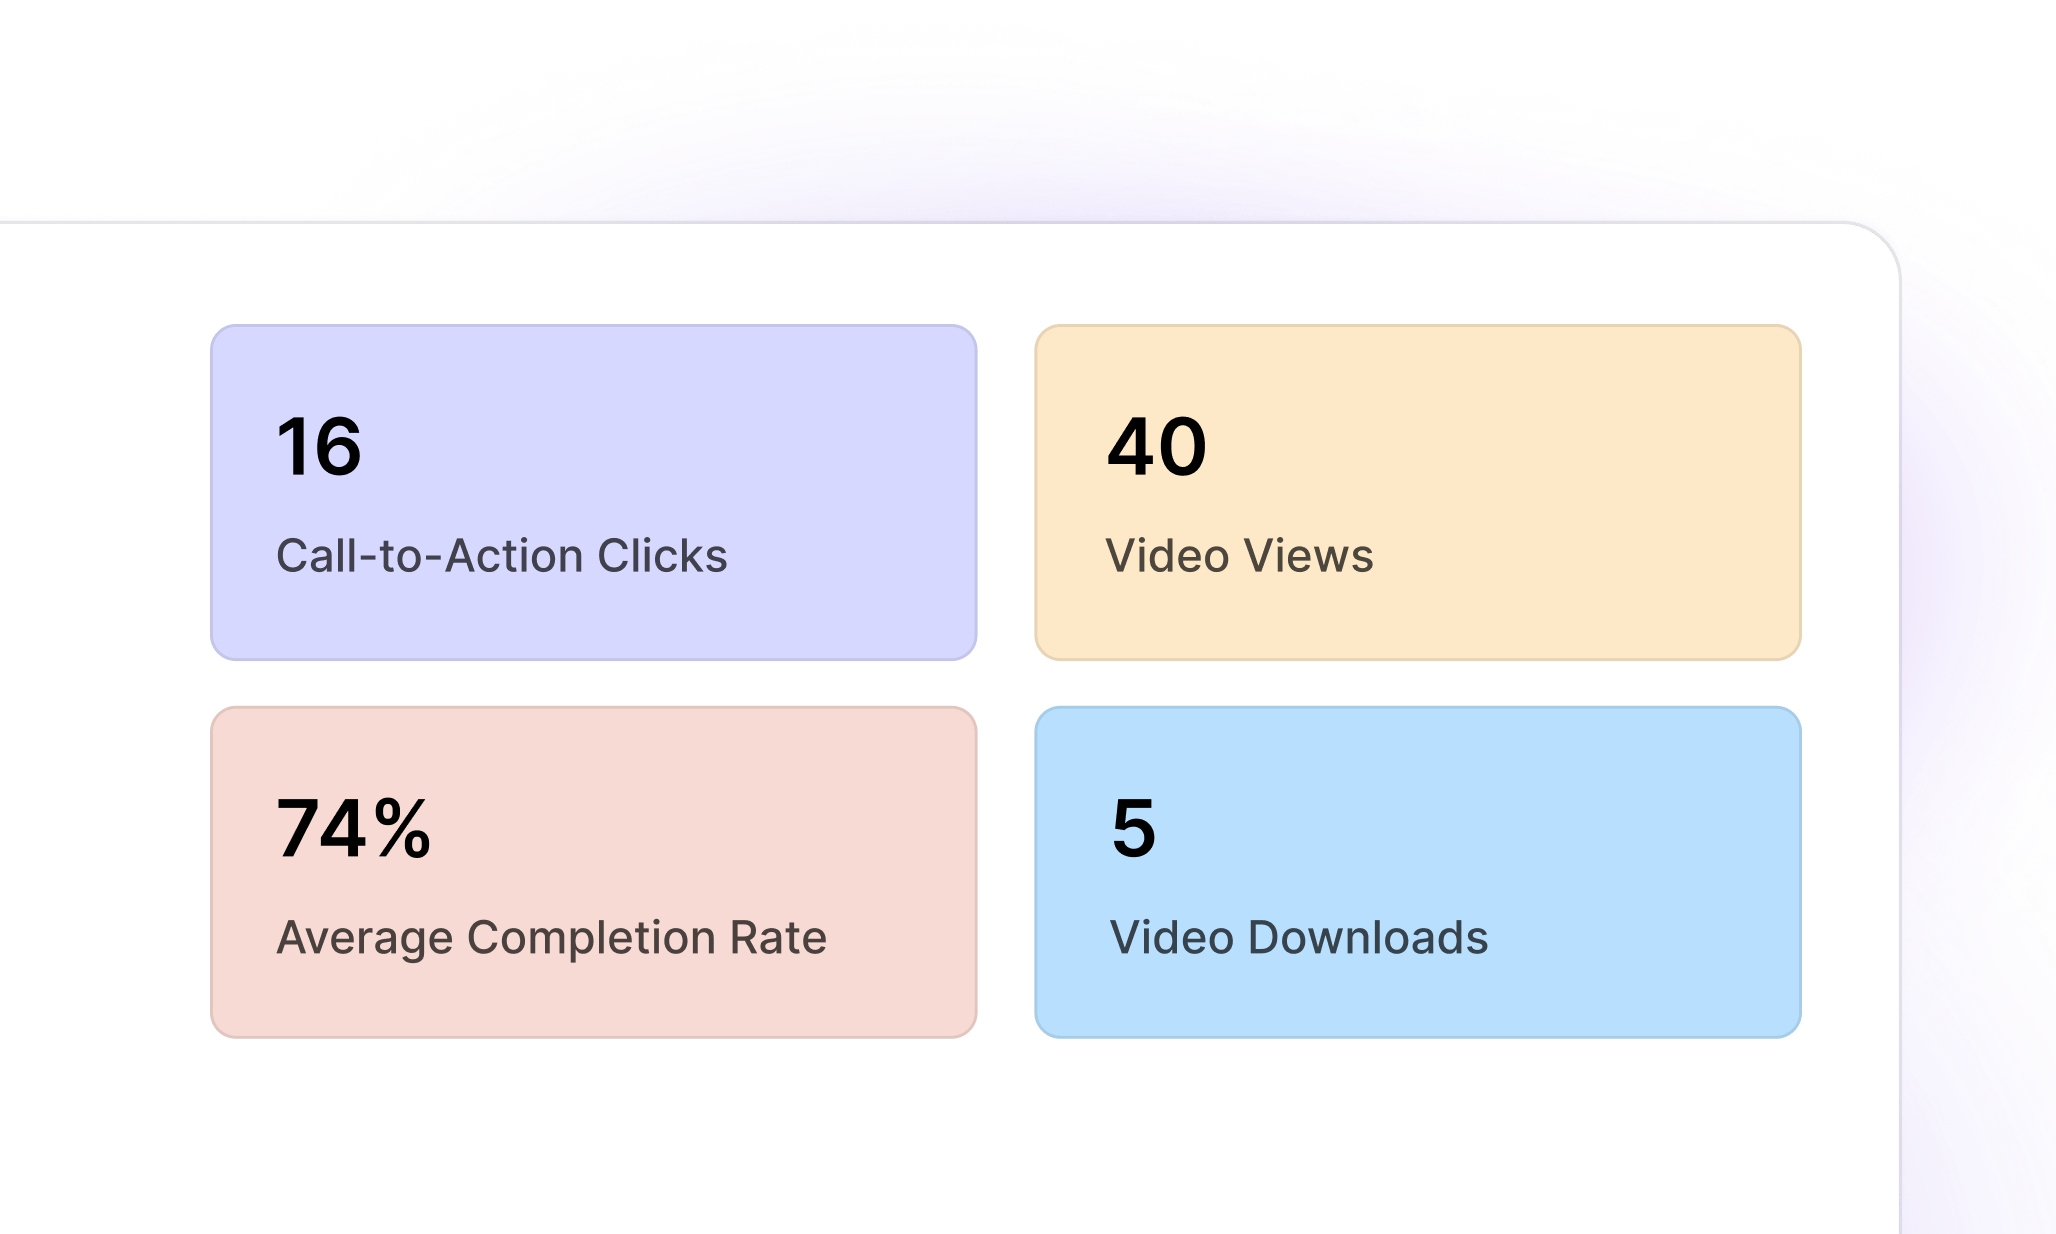 16
Call-to-Action Clicks
40
Video Views
74%
Average Completion Rate
5
Video Downloads